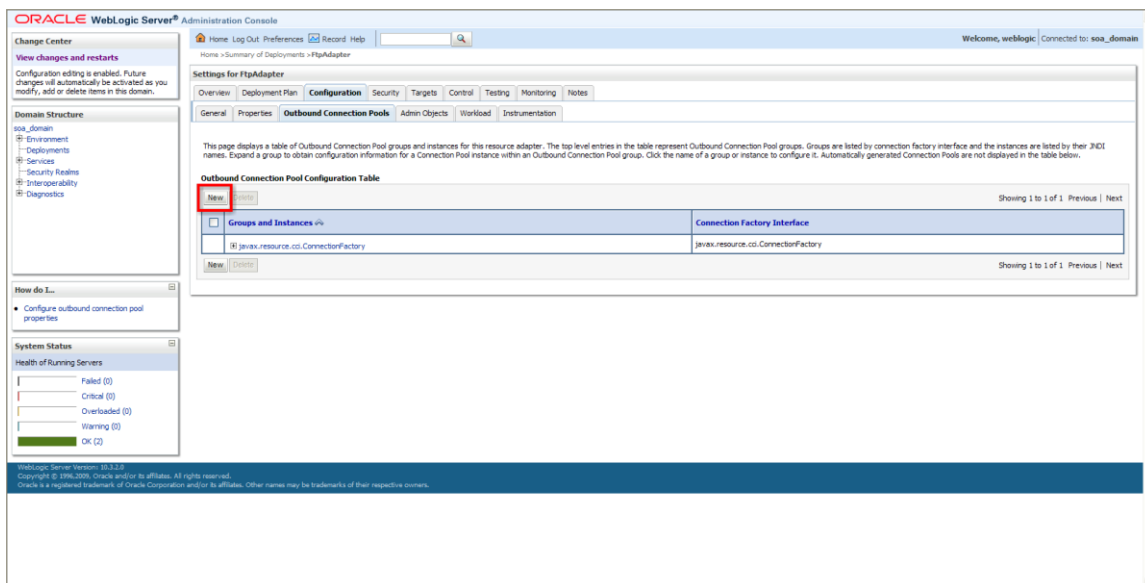 ORACLE WebLogic Server® Administration Console
Change Center
View changes and restarts
Configuration editing is enabled. Future
changes will automatically be activated as you
modify, add or delete items in this domain.
Domain Structure
soa_domain
Environment
Deployments
Services
Security Realms
Interoperability
Diagnostics
How do I...
Configure outbound connection pool
properties
System Status
Health of Running Servers
Failed (0)
Critical (0)
Overloaded (0)
Warning (0)
OK (2)
Home Log Out Preferences Record Help
Welcome, weblogic Connected to: soa_domain
Home >Summary of Deployments >FtpAdapter
Settings for FtpAdapter
Overview Deployment Plan Configuration Security Targets Control Testing Monitoring Notes
General Properties Outbound Connection Pools Admin Objects Workload Instrumentation
This page displays a table of Outbound Connection Pool groups and instances for this resource adapter. The top level entries in the table represent Outbound Connection Pool groups. Groups are listed by connection factory interface and the instances are listed by their JNDI
names. Expand a group to obtain configuration information for a Connection Pool instance within an Outbound Connection Pool group. Click the name of a group or instance to configure it. Automatically generated Connection Pools are not displayed in the table below.
Outbound Connection Pool Configuration Table
New Delete Showing 1 to 1 of 1 Previous | Next
Groups and Instances Connection Factory Interface
javax.resource.cci.ConnectionFactory javax.resource.cci.ConnectionFactory
New Delete Showing 1 to 1 of 1 Previous | Next
WebLogic Server Version: 10.3.2.0
Copyright © 1996,2009, Oracle and/or its affiliates. All rights reserved.
Oracle is a registered trademark of Oracle Corporation and/or its affiliates. Other names may be trademarks of their respective owners.